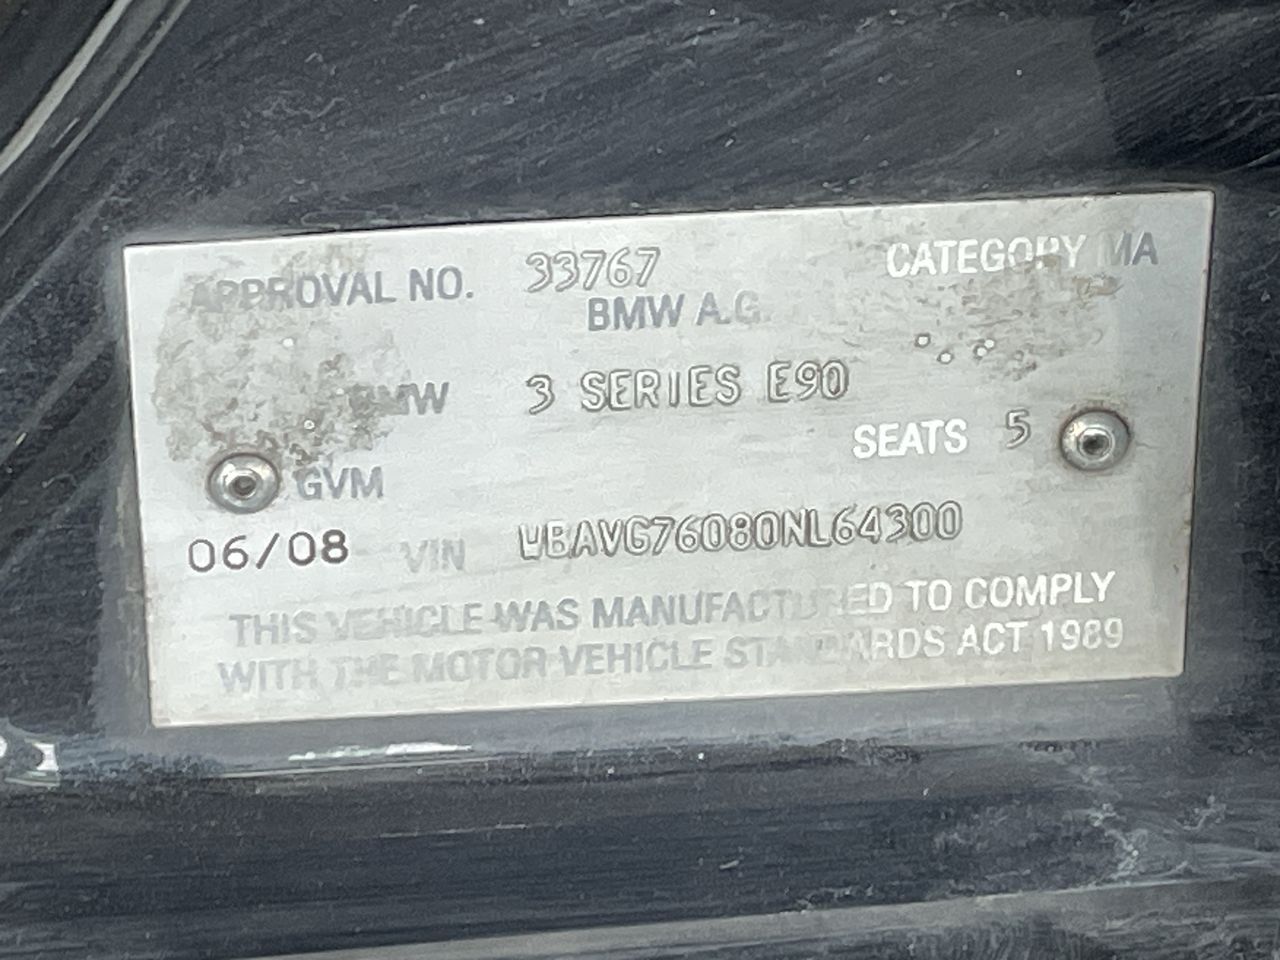 APPROVAL NO. 33767 CATEGORY MA
BMW A.G.
BMW 3 SERIES E90
SEATS 5
GVM
06/08 VIN WBAVG76080NL64300
THIS VEHICLE WAS MANUFACTURED TO COMPLY
WITH THE MOTOR VEHICLE STANDARDS ACT 1989